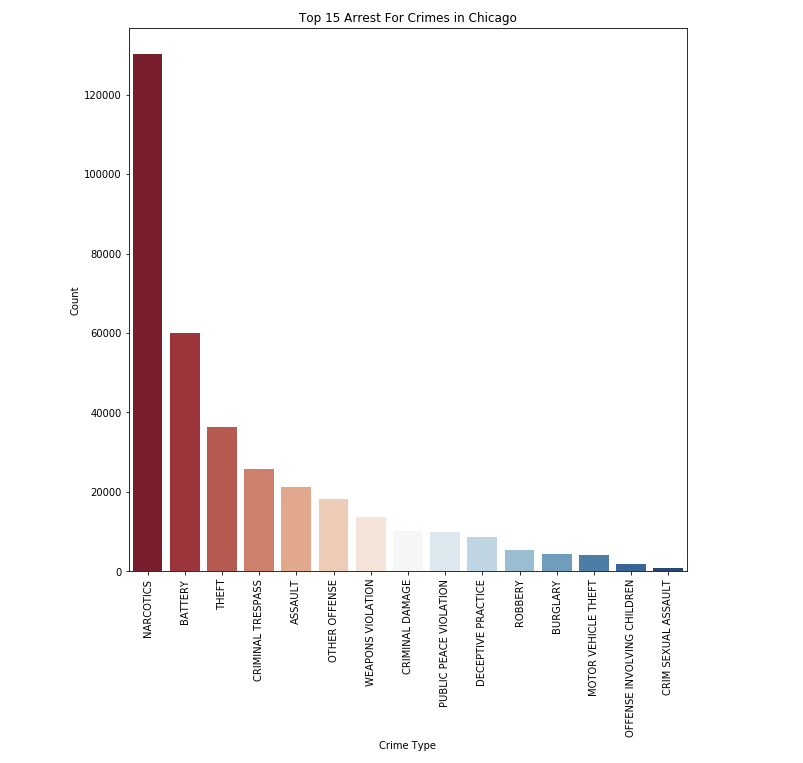 Top 15 Arrest For Crimes in Chicago
120000
100000
80000
60000
40000
20000
0
Count
NARCOTICS
BATTERY
THEFT
CRIMINAL TRESPASS
ASSAULT
OTHER OFFENSE
WEAPONS VIOLATION
CRIMINAL DAMAGE
PUBLIC PEACE VIOLATION
DECEPTIVE PRACTICE
ROBBERY
BURGLARY
MOTOR VEHICLE THEFT
OFFENSE INVOLVING CHILDREN
CRIM SEXUAL ASSAULT
Crime Type